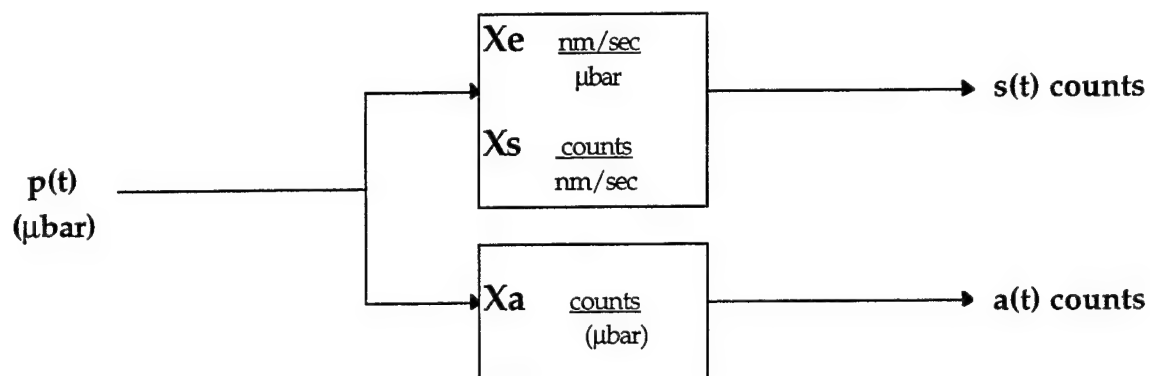 Xe nm/sec
μbar
s(t) counts
Xs counts
nm/sec
p(t)
(μbar)
Xa counts
(μbar)
a(t) counts